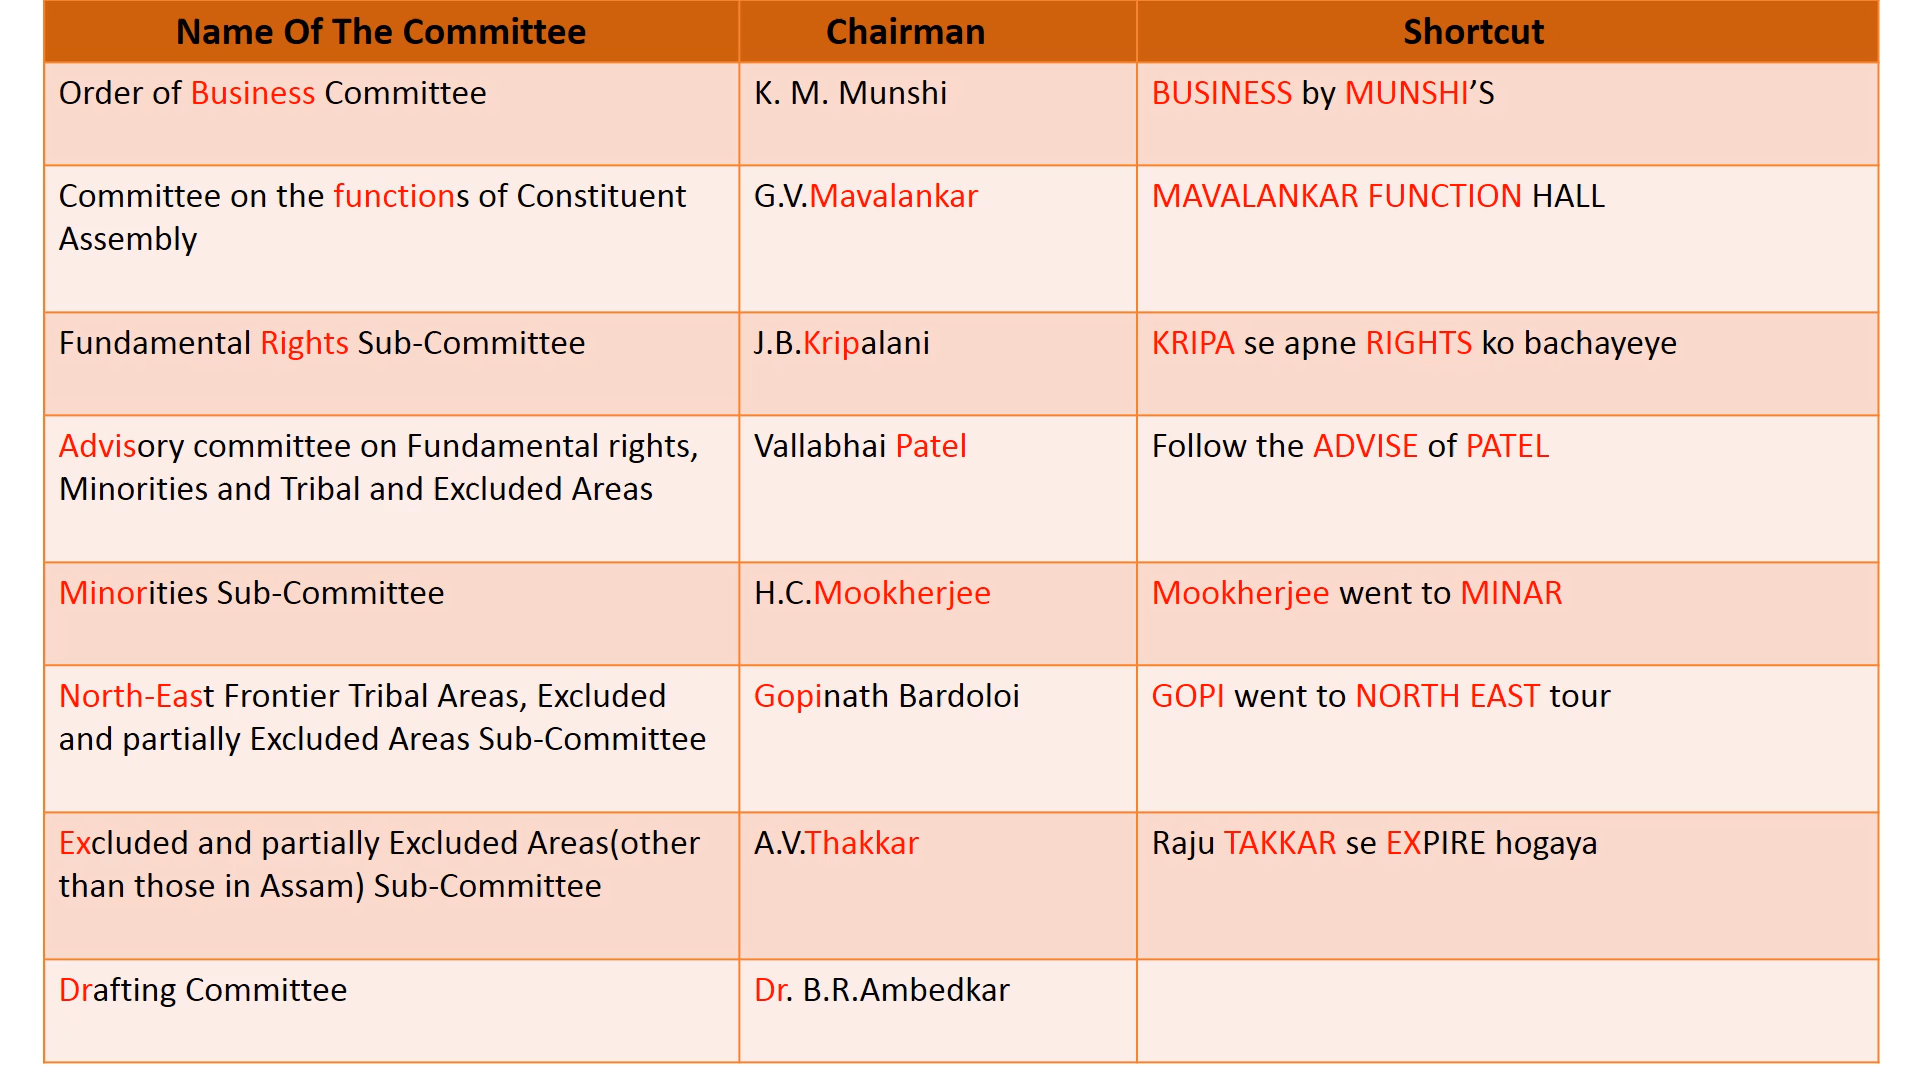 Name Of The Committee Chairman Shortcut
Order of Business Committee K. M. Munshi BUSINESS by MUNSHI’S
Committee on the functions of Constituent G.V.Mavalankar MAVALANKAR FUNCTION HALL
Assembly
Fundamental Rights Sub-Committee J.B.Kripalani KRIPA se apne RIGHTS ko bachayeye
Advisory committee on Fundamental rights, Vallabhai Patel Follow the ADVISE of PATEL
Minorities and Tribal and Excluded Areas
Minorities Sub-Committee H.C.Mookherjee Mookherjee went to MINAR
North-East Frontier Tribal Areas, Excluded Gopinath Bardoloi GOPI went to NORTH EAST tour
and partially Excluded Areas Sub-Committee
Excluded and partially Excluded Areas(other A.V.Thakkar Raju TAKKAR se EXPIRE hogaya
than those in Assam) Sub-Committee
Drafting Committee Dr. B.R.Ambedkar